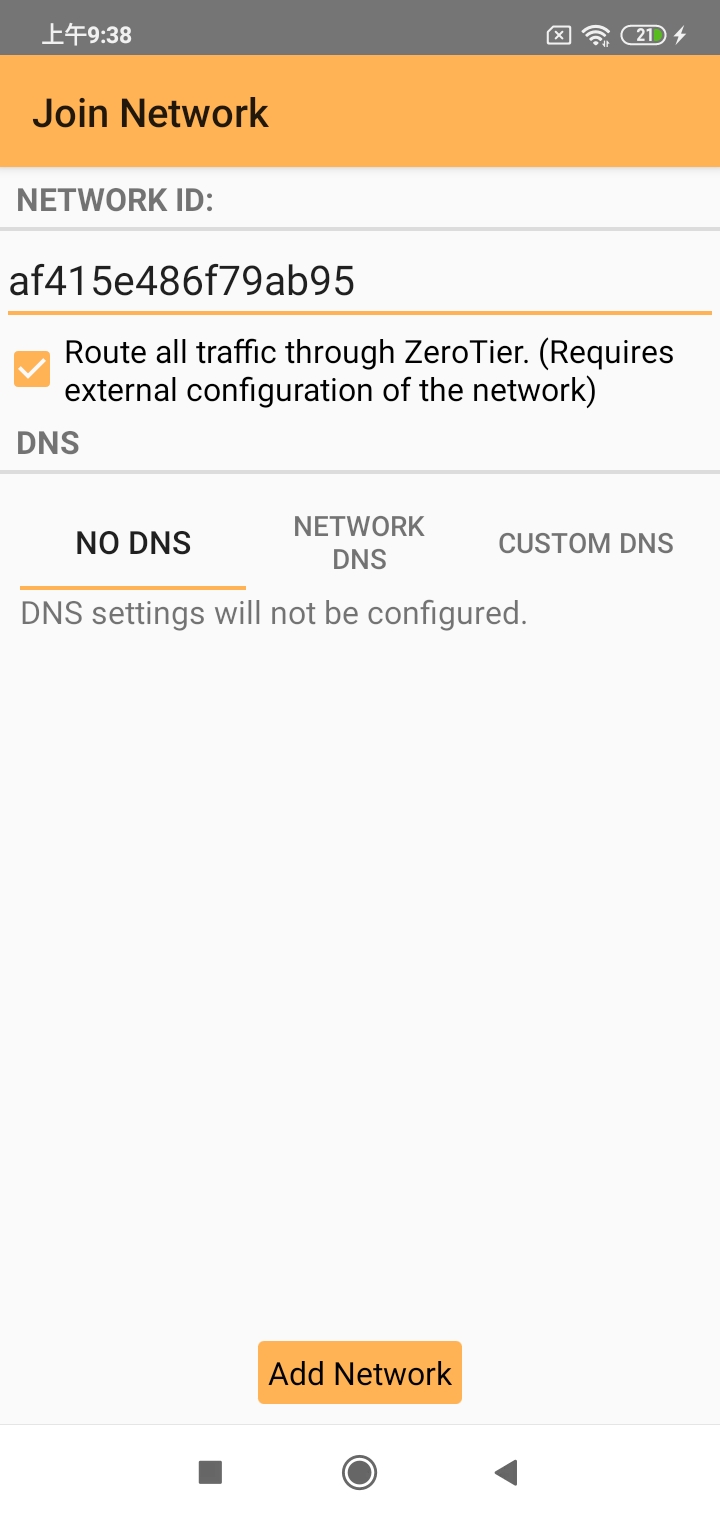 上午9:38
21
Join Network
NETWORK ID:
af415e486f79ab95
Route all traffic through ZeroTier. (Requires
external configuration of the network)
DNS
NO DNS
NETWORK
DNS
CUSTOM DNS
DNS settings will not be configured.
Add Network